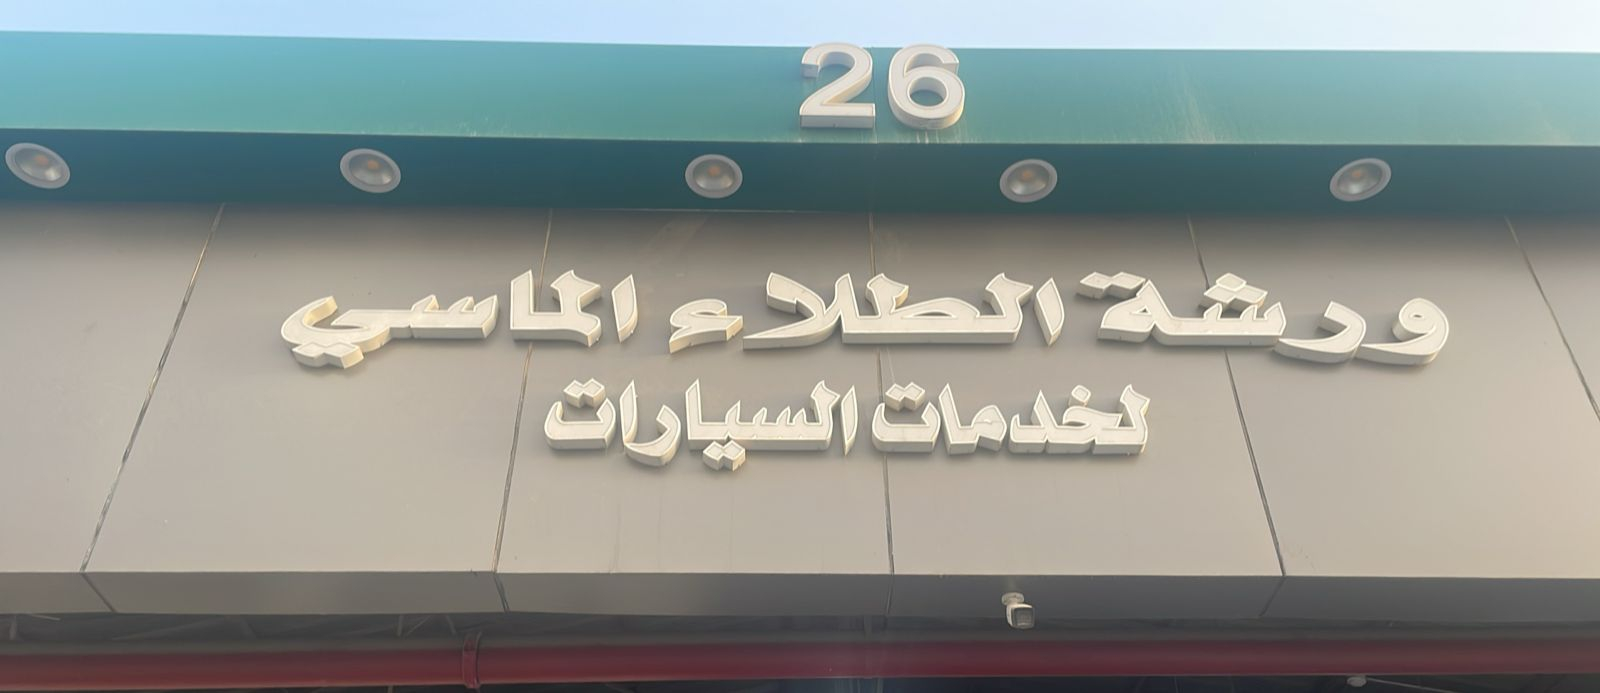 26
ورشة الطلاء الماسي
لخدمات السيارات